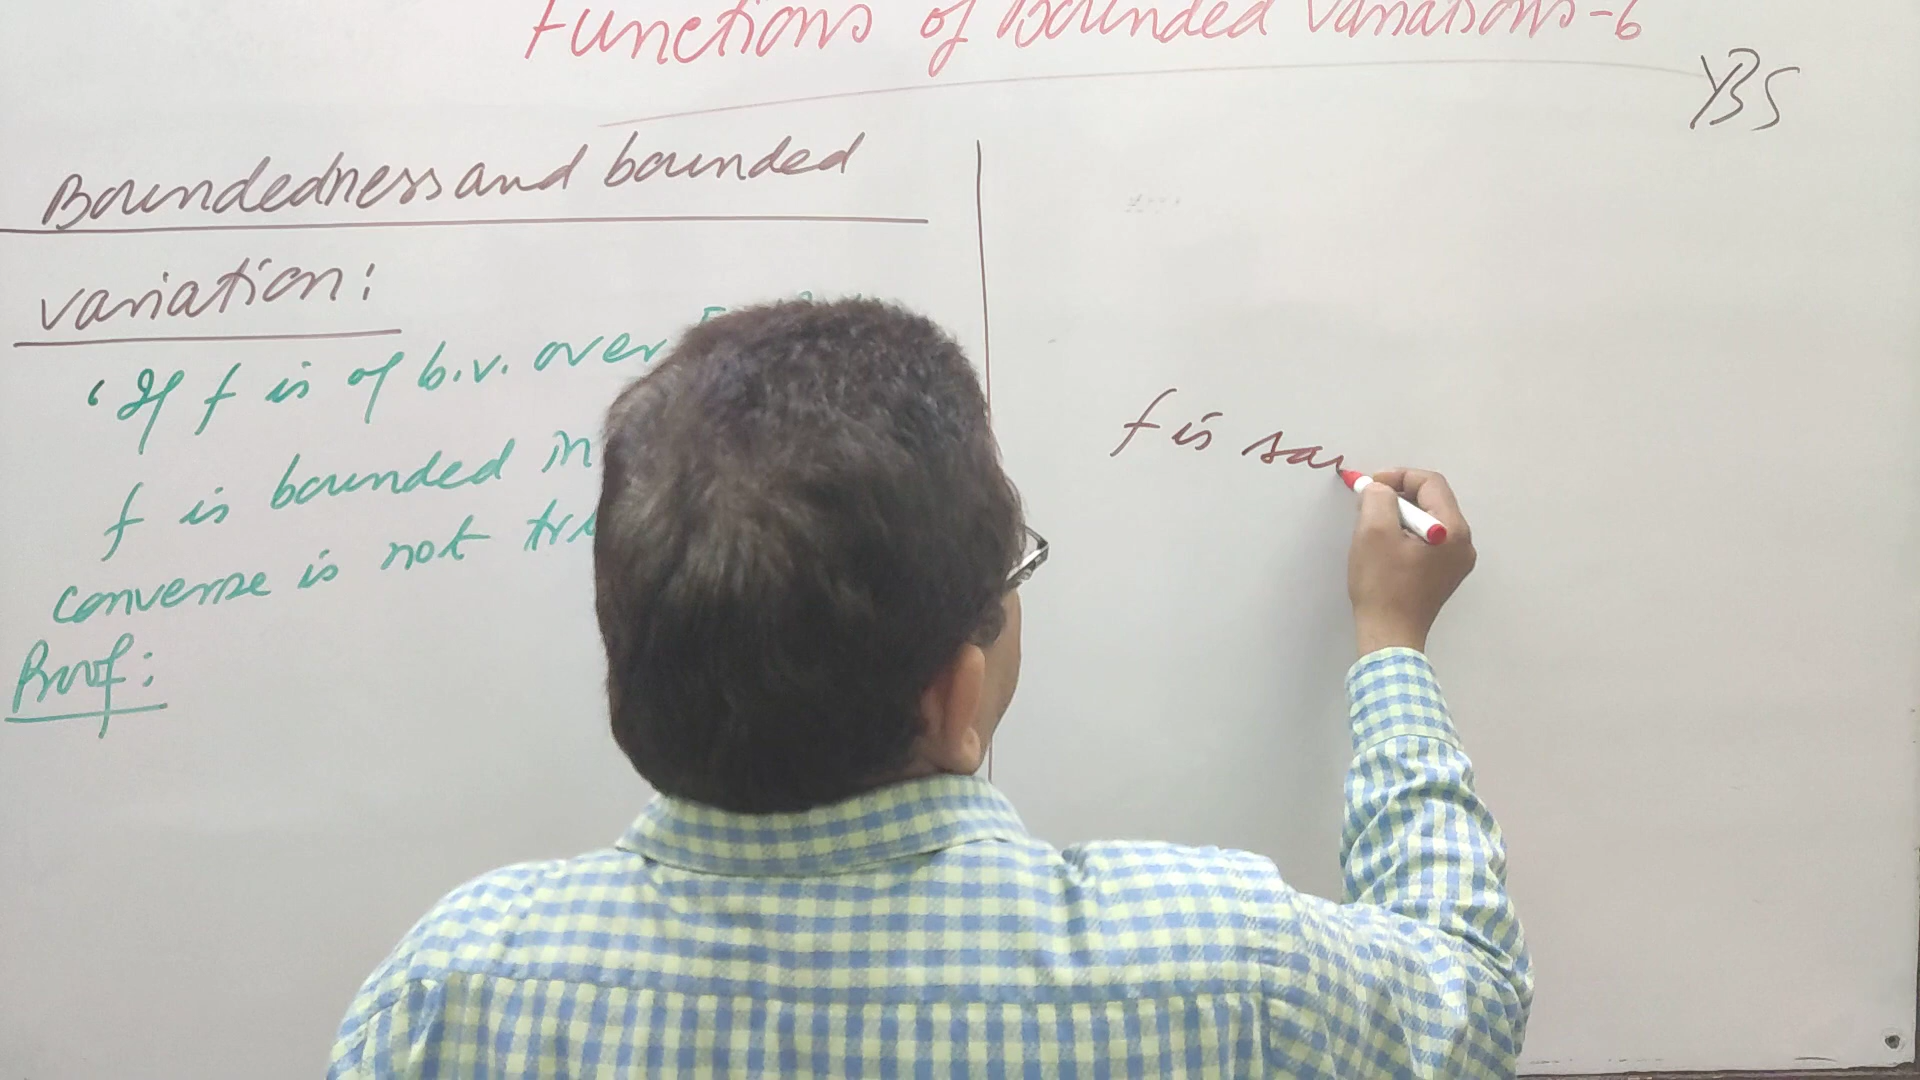 Functions of Bounded Variations-6
YBS
Boundedness and bounded
variation:
‘If f is of b.v. over
f is bounded in
converse is not
Proof:
f is